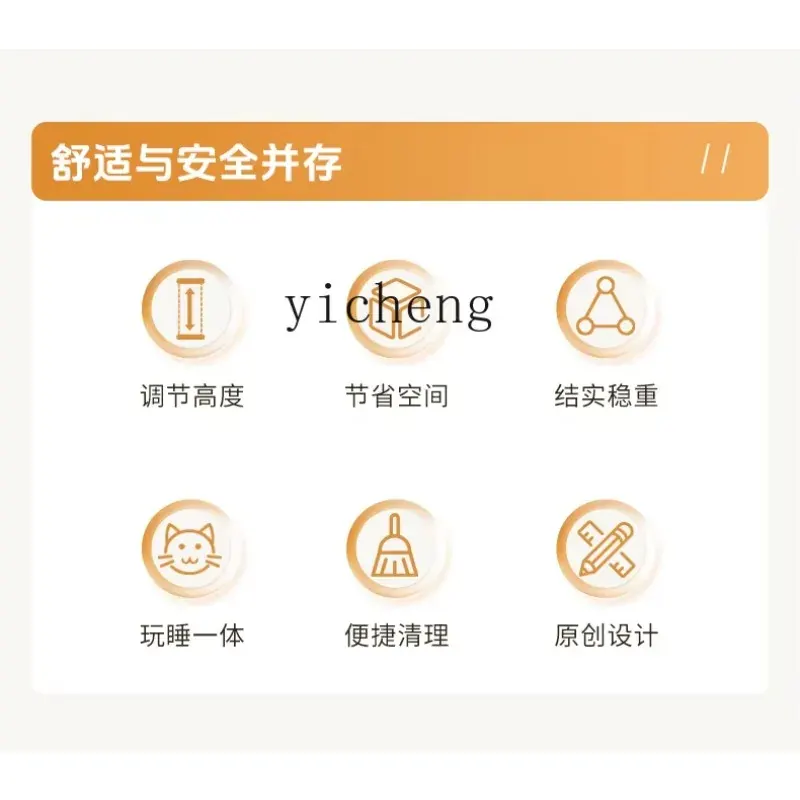 舒适与安全并存
yicheng
调节高度 节省空间 结实稳重
玩睡一体 便捷清理 原创设计